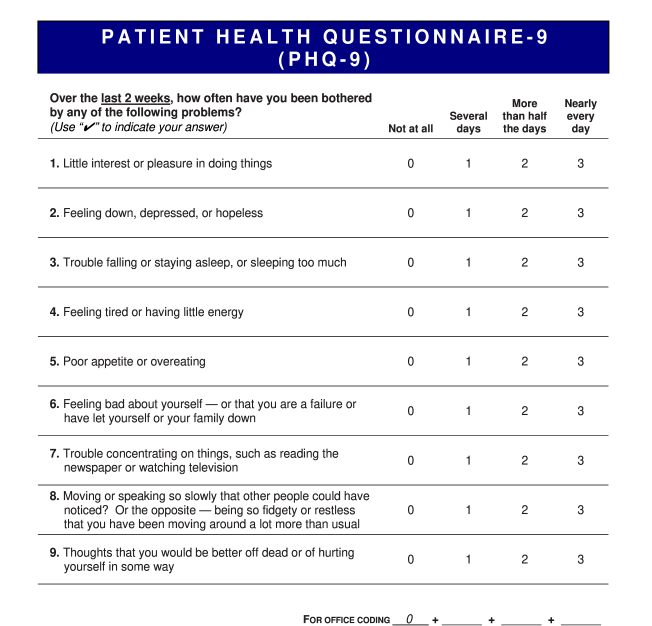 PATIENT HEALTH QUESTIONNAIRE-9
(PHQ-9)
Over the last 2 weeks, how often have you been bothered
by any of the following problems?
(Use “✔” to indicate your answer)
Not at all
Several
days
More
than half
the days
Nearly
every
day
1. Little interest or pleasure in doing things 0 1 2 3
2. Feeling down, depressed, or hopeless 0 1 2 3
3. Trouble falling or staying asleep, or sleeping too much 0 1 2 3
4. Feeling tired or having little energy 0 1 2 3
5. Poor appetite or overeating 0 1 2 3
6. Feeling bad about yourself — or that you are a failure or
have let yourself or your family down 0 1 2 3
7. Trouble concentrating on things, such as reading the
newspaper or watching television 0 1 2 3
8. Moving or speaking so slowly that other people could have
noticed? Or the opposite — being so fidgety or restless
that you have been moving around a lot more than usual 0 1 2 3
9. Thoughts that you would be better off dead or of hurting
yourself in some way 0 1 2 3
FOR OFFICE CODING 0 + ______ + ______ + ______